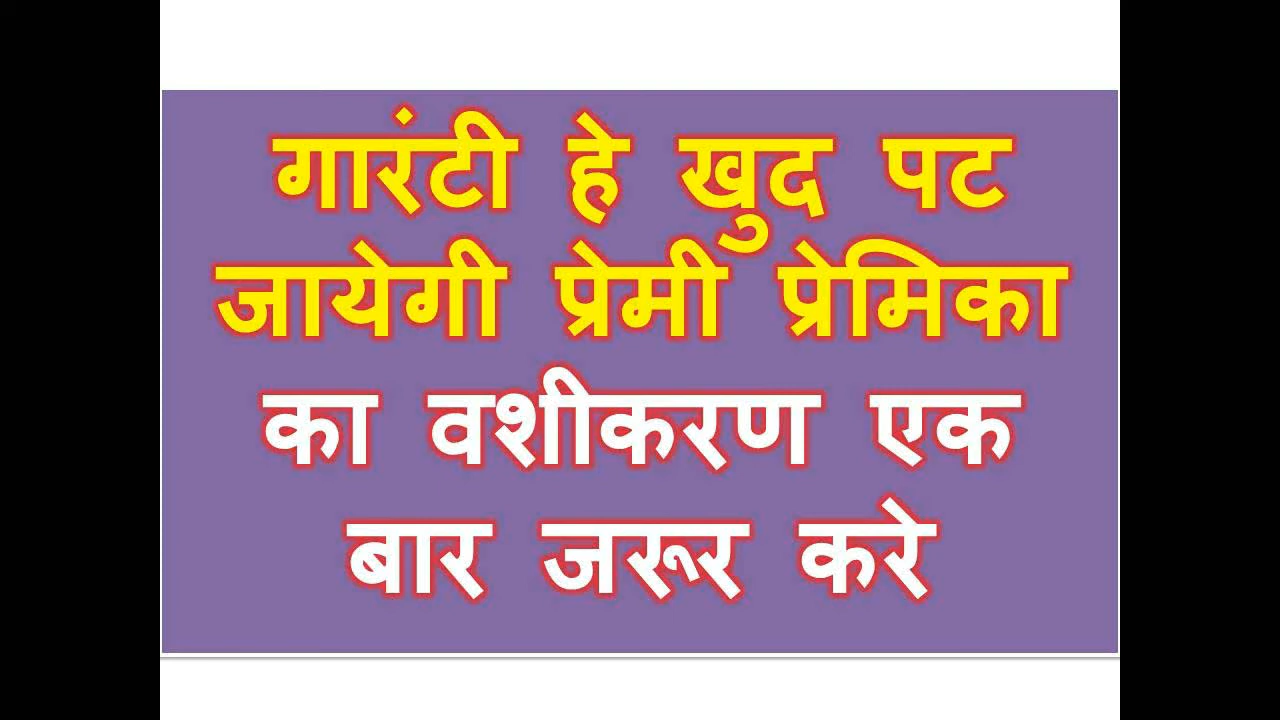 गारंटी हे खुद पट
जायेगी प्रेमी प्रेमिका
का वशीकरण एक
बार जरूर करे